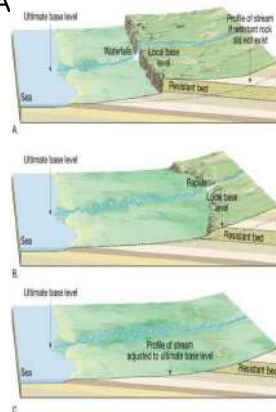 A
Ultimate base level
Profile of stream
if resistant rock
did not exist
Waterfalls
Local base
level
Resistant bed
Sea
A.
Ultimate base level
Rapids
Local base
level
Sea
Resistant bed
B.
Ultimate base level
Profile of stream
adjusted to ultimate base level
Resistant bed
Sea
C.